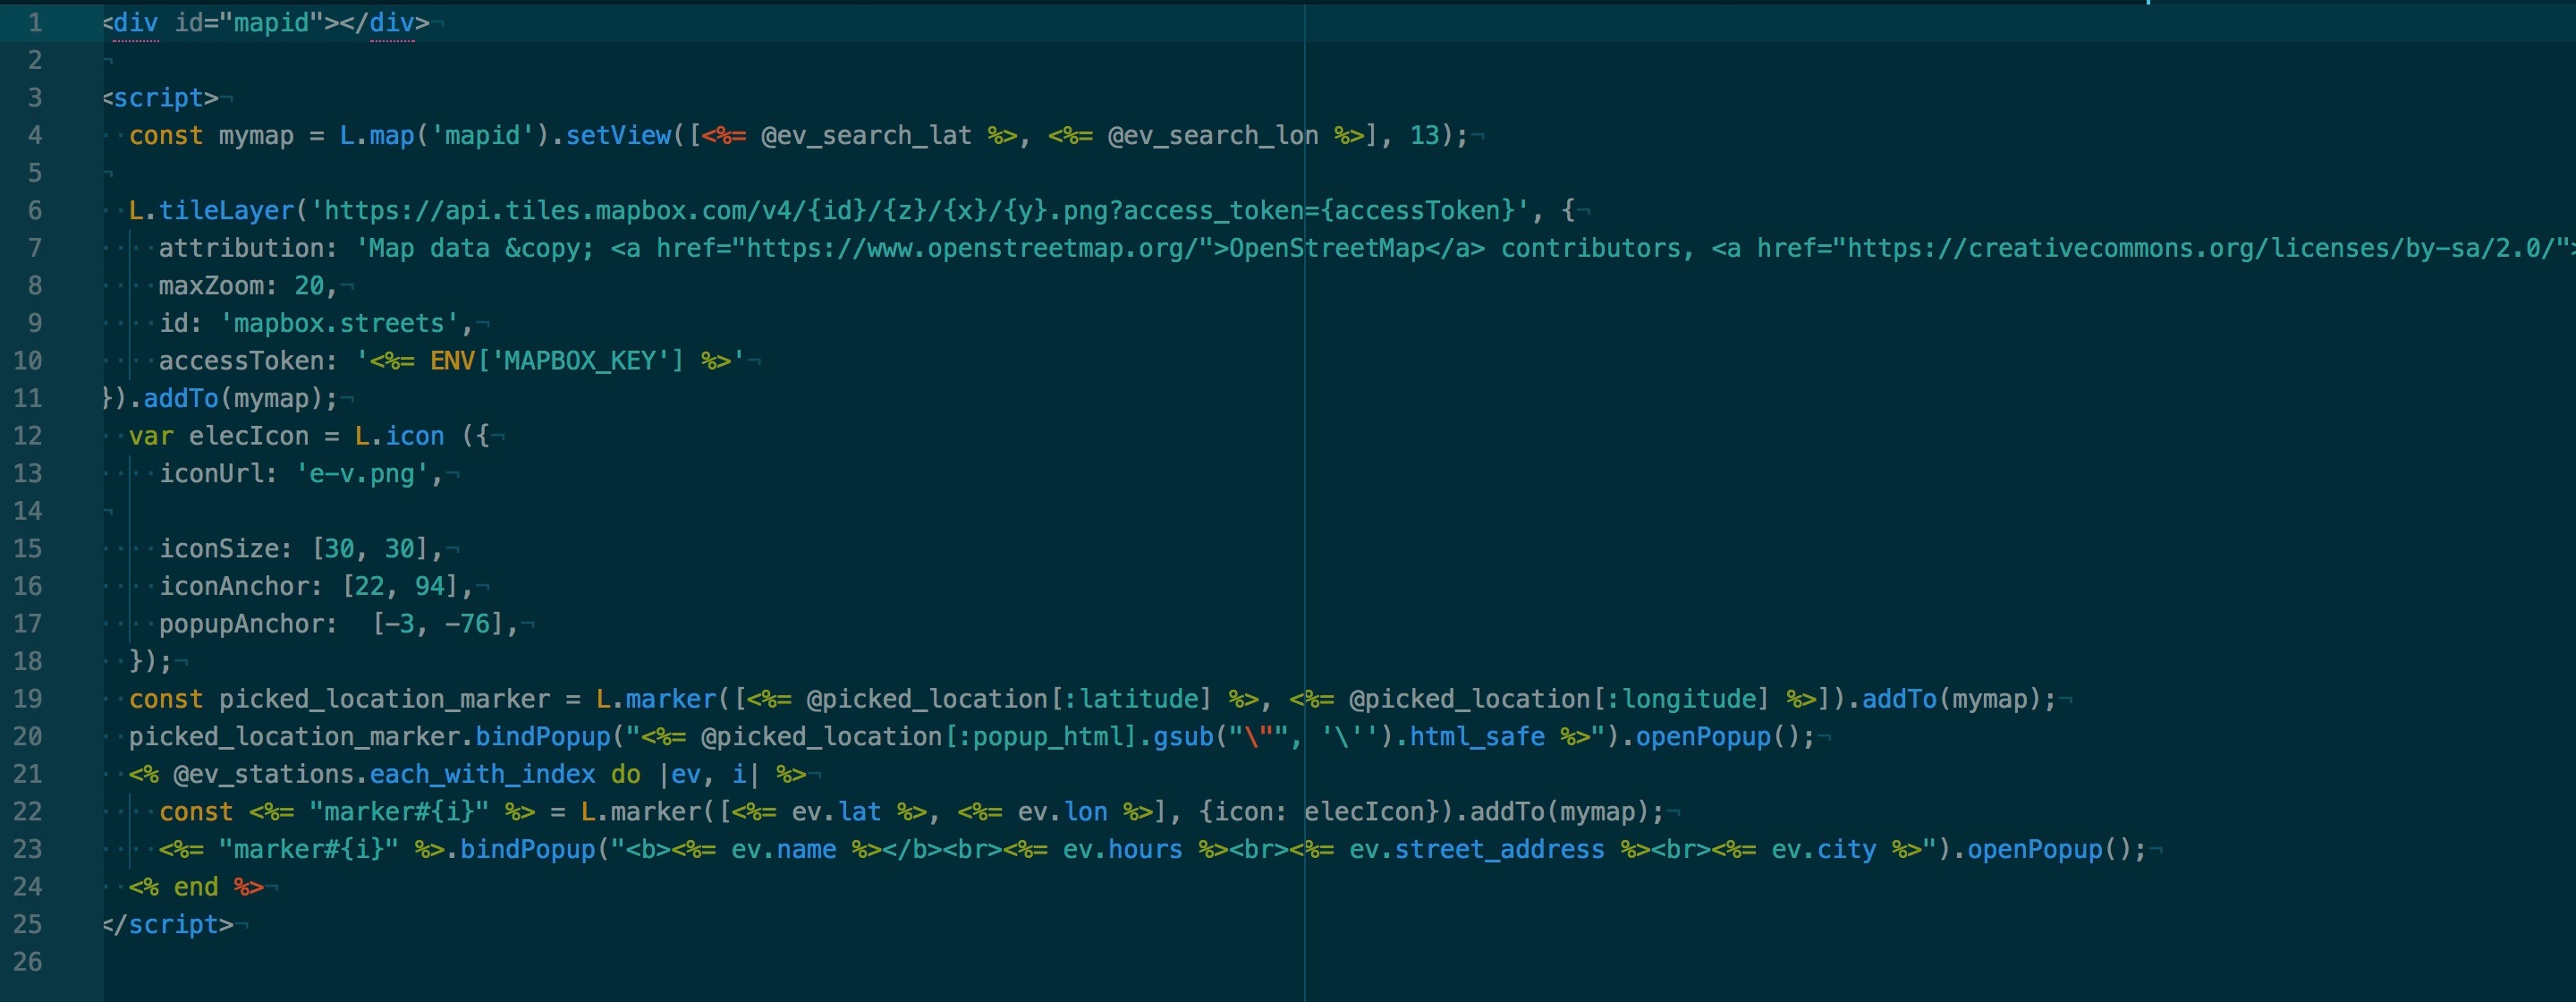 1 <div id="mapid"></div>
2
3 <script>
4 const mymap = L.map('mapid').setView([<%= @ev_search_lat %>, <%= @ev_search_lon %>], 13);
5
6 L.tileLayer('https://api.tiles.mapbox.com/v4/{id}/{z}/{x}/{y}.png?access_token={accessToken}', {
7 attribution: 'Map data &copy; <a href="https://www.openstreetmap.org/">OpenStreetMap</a> contributors, <a href="https://creativecommons.org/licenses/by-sa/2.0/">
8 maxZoom: 20,
9 id: 'mapbox.streets',
10 accessToken: '<%= ENV['MAPBOX_KEY'] %>'
11 }).addTo(mymap);
12 var elecIcon = L.icon ({
13 iconUrl: 'e-v.png',
14
15 iconSize: [30, 30],
16 iconAnchor: [22, 94],
17 popupAnchor:  [-3, -76],
18 });
19 const picked_location_marker = L.marker([<%= @picked_location[:latitude] %>, <%= @picked_location[:longitude] %>]).addTo(mymap);
20 picked_location_marker.bindPopup("<%= @picked_location[:popup_html].gsub("\"", '\'').html_safe %>").openPopup();
21 <% @ev_stations.each_with_index do |ev, i| %>
22 const <%= "marker#{i}" %> = L.marker([<%= ev.lat %>, <%= ev.lon %>], {icon: elecIcon}).addTo(mymap);
23 <%= "marker#{i}" %>.bindPopup("<b><%= ev.name %></b><br><%= ev.hours %><br><%= ev.street_address %><br><%= ev.city %>").openPopup();
24 <% end %>
25 </script>
26